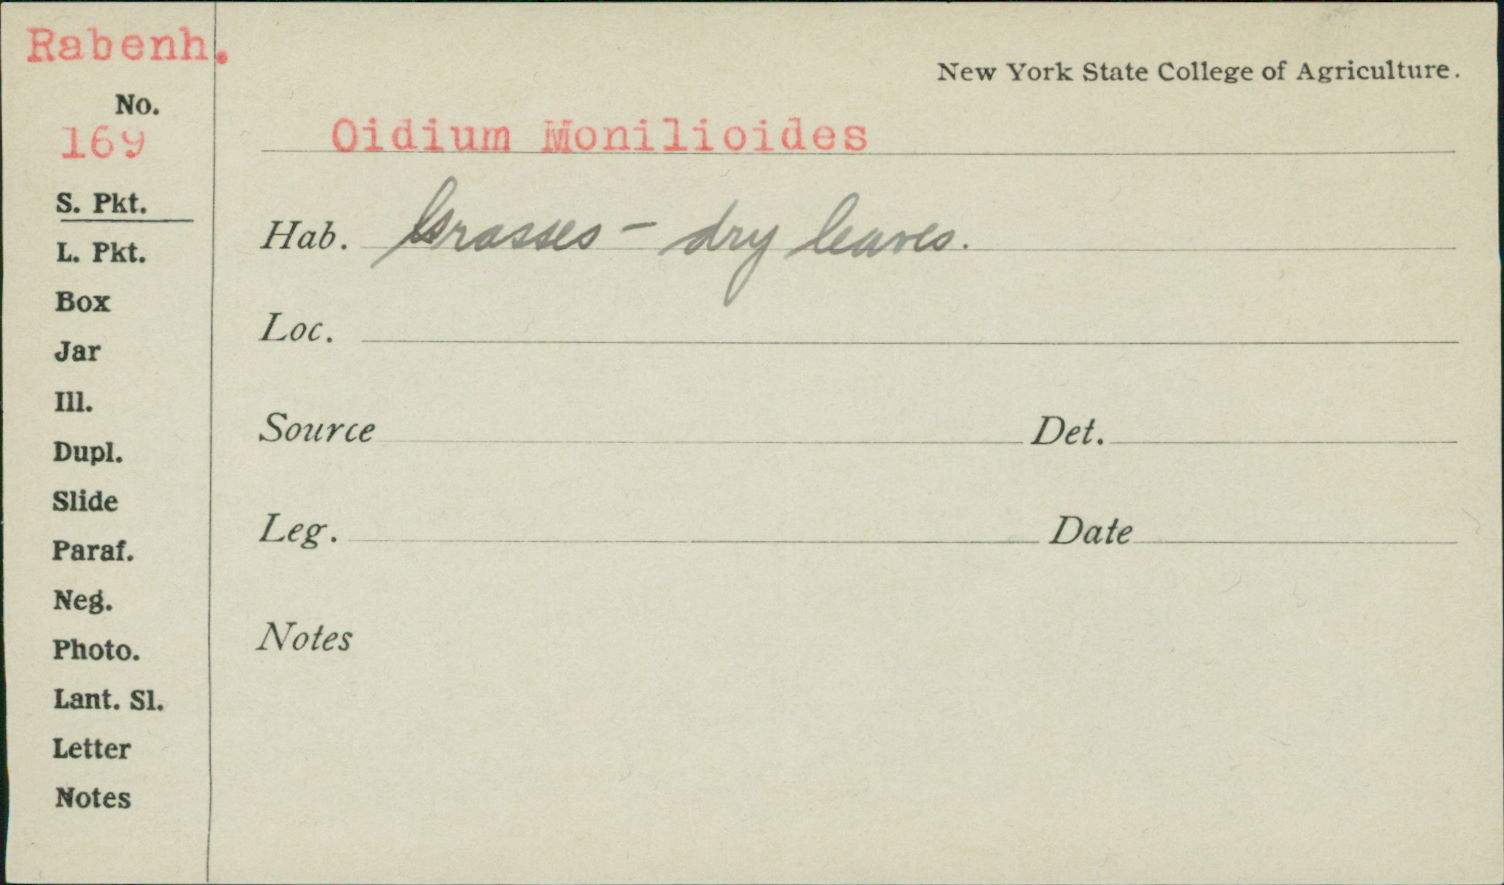 Rabenh.
New York State College of Agriculture.
No.
169
Oidium Monilioides
S. Pkt.
Hab. Grasses - dry leaves.
L. Pkt.
Box
Loc.
Jar
Ill.
Source Det.
Dupl.
Slide
Leg. Date
Paraf.
Neg.
Notes
Photo.
Lant. Sl.
Letter
Notes